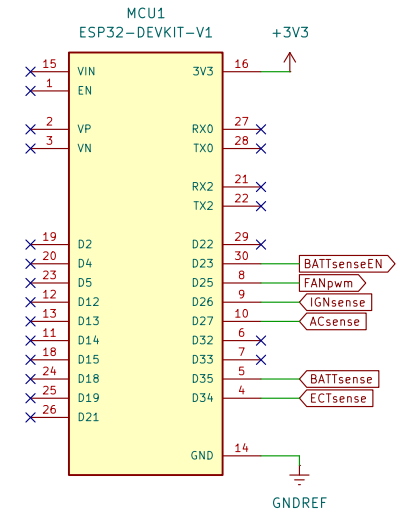 MCU1
ESP32-DEVKIT-V1
+3V3
15 VIN 3V3 16
1 EN
2 VP RX0 27
3 VN TX0 28
RX2 21
TX2 22
19 D2 D22 29
20 D4 D23 30 BATTsenseEN
23 D5 D25 8 FANpwm
12 D12 D26 9 IGNsense
13 D13 D27 10 ACsense
11 D14 D32 6
18 D15 D33 7
24 D18 D35 5 BATTsense
25 D19 D34 4 ECTsense
26 D21
GND 14
GNDREF